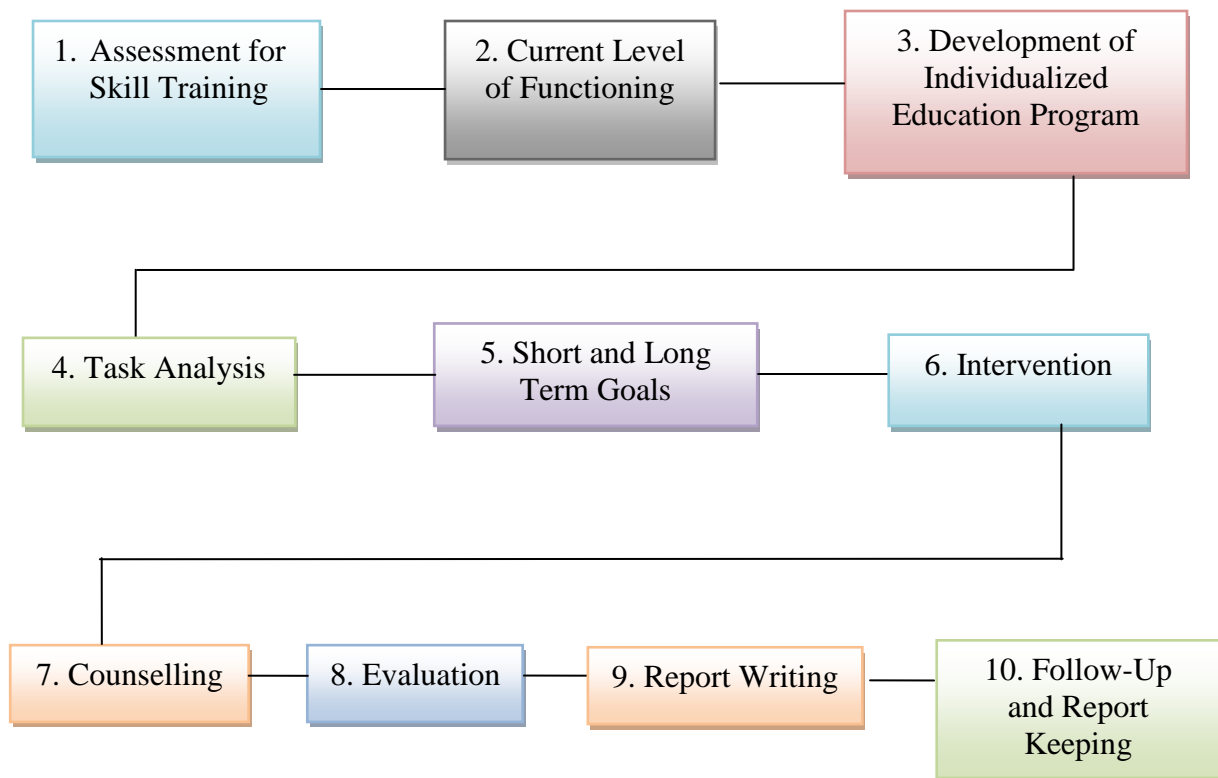 1. Assessment for
Skill Training
2. Current Level
of Functioning
3. Development of
Individualized
Education Program
4. Task Analysis
5. Short and Long
Term Goals
6. Intervention
7. Counselling
8. Evaluation
9. Report Writing
10. Follow-Up
and Report
Keeping